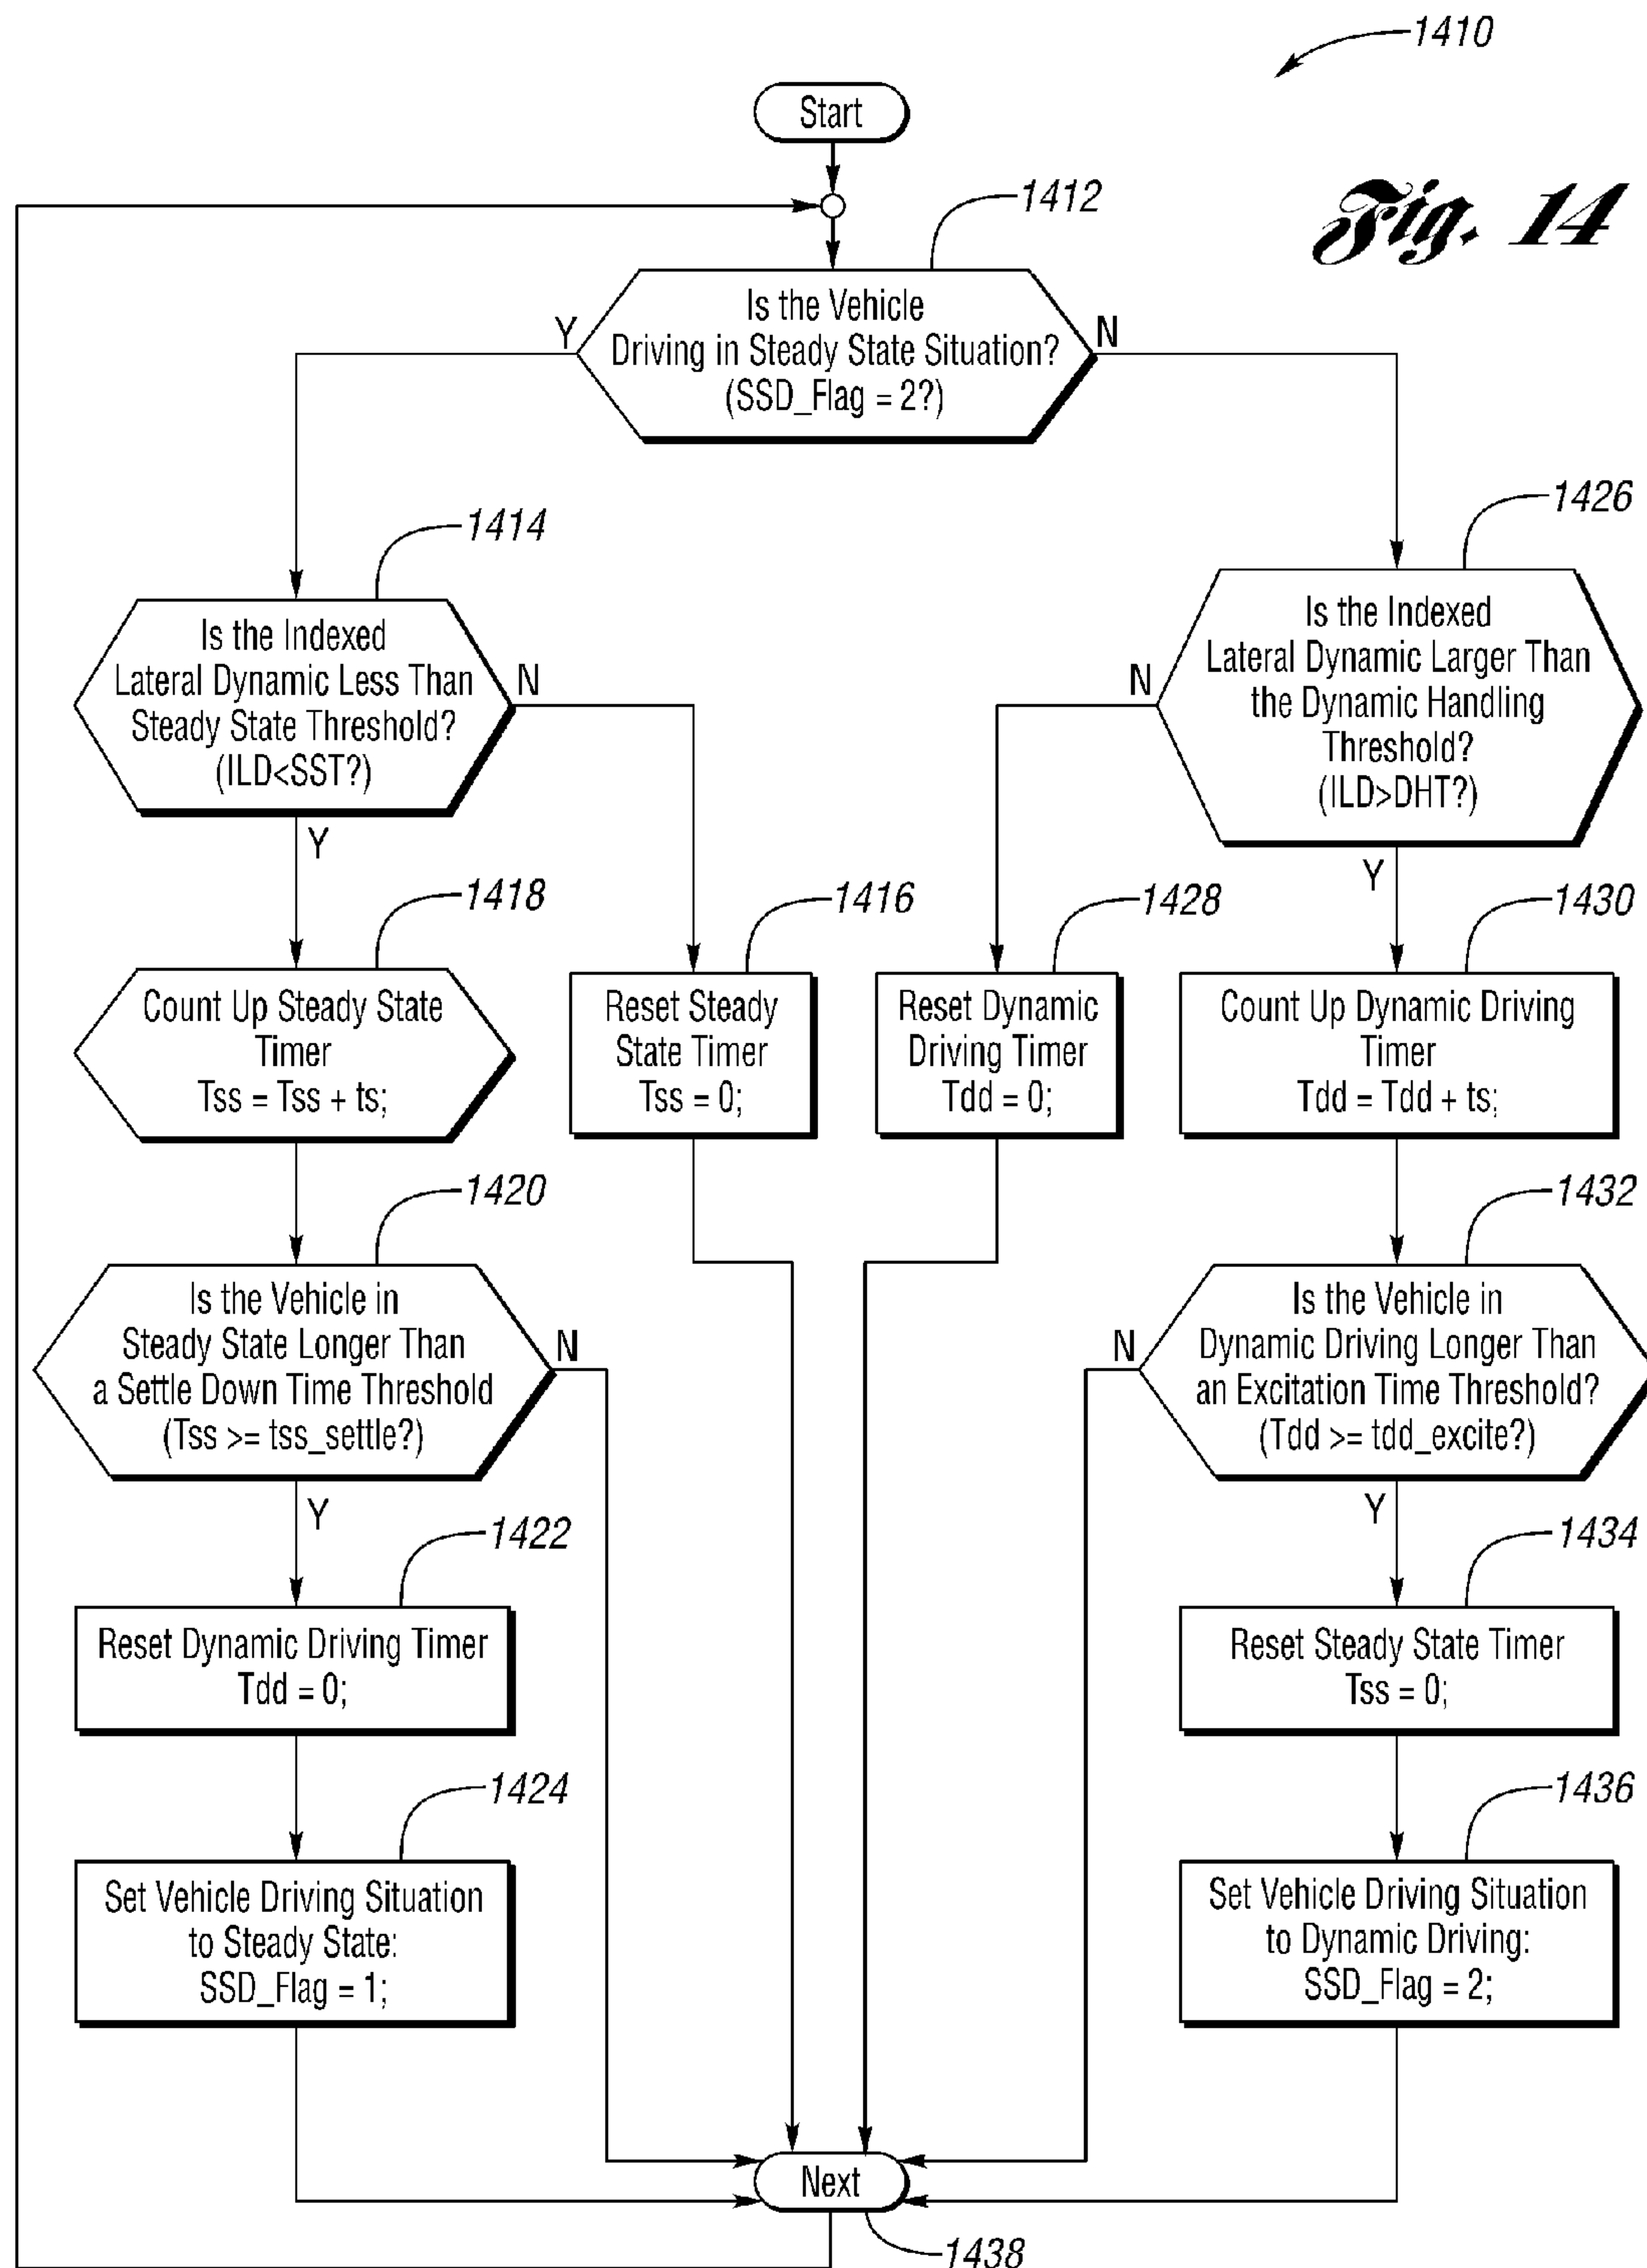 1410
Start
Fig. 14
1412
Is the Vehicle
Driving in Steady State Situation?
(SSD_Flag = 2?)
Y
N
1414
Is the Indexed
Lateral Dynamic Less Than
Steady State Threshold?
(ILD<SST?)
N
Y
1426
Is the Indexed
Lateral Dynamic Larger Than
the Dynamic Handling
Threshold?
(ILD>DHT?)
N
Y
1418
Count Up Steady State
Timer
Tss = Tss + ts;
1416
Reset Steady
State Timer
Tss = 0;
1428
Reset Dynamic
Driving Timer
Tdd = 0;
1430
Count Up Dynamic Driving
Timer
Tdd = Tdd + ts;
1420
Is the Vehicle in
Steady State Longer Than
a Settle Down Time Threshold
(Tss >= tss_settle?)
N
Y
1432
Is the Vehicle in
Dynamic Driving Longer Than
an Excitation Time Threshold?
(Tdd >= tdd_excite?)
N
Y
1422
Reset Dynamic Driving Timer
Tdd = 0;
1434
Reset Steady State Timer
Tss = 0;
1424
Set Vehicle Driving Situation
to Steady State:
SSD_Flag = 1;
1436
Set Vehicle Driving Situation
to Dynamic Driving:
SSD_Flag = 2;
Next
1438